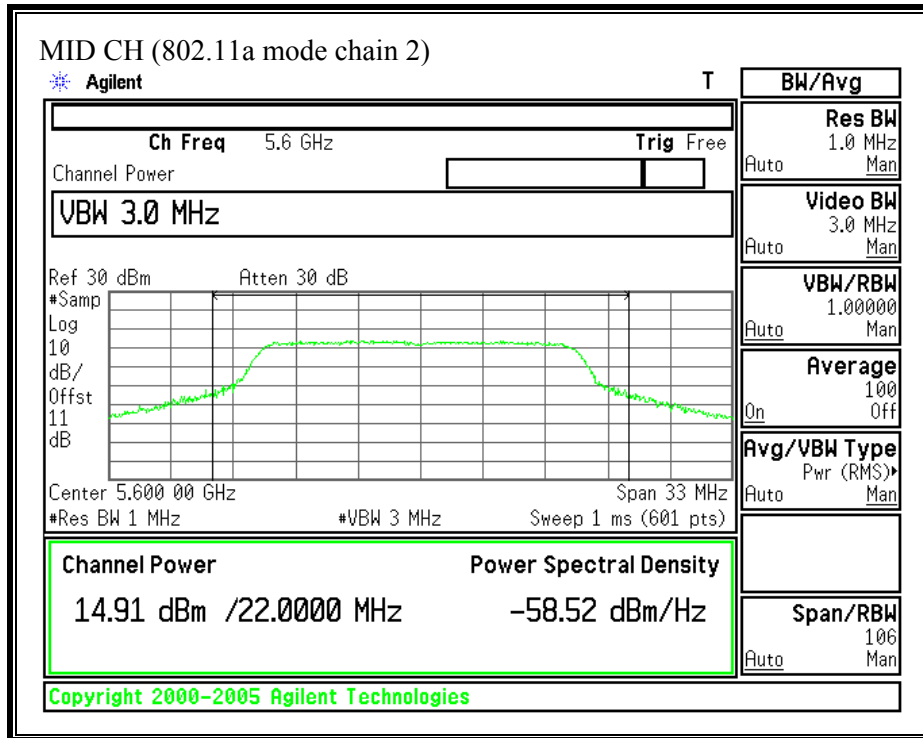 MID CH (802.11a mode chain 2)
Agilent T
Ch Freq 5.6 GHz Trig Free
Channel Power
VBW 3.0 MHz
Ref 30 dBm Atten 30 dB
#Samp
Log
10
dB/
Offst
11
dB
Center 5.600 00 GHz Span 33 MHz
#Res BW 1 MHz #VBW 3 MHz Sweep 1 ms (601 pts)
Channel Power Power Spectral Density
14.91 dBm /22.0000 MHz -58.52 dBm/Hz
Copyright 2000-2005 Agilent Technologies
BW/Avg
Res BW
1.0 MHz
Auto Man
Video BW
3.0 MHz
Auto Man
VBW/RBW
1.00000
Auto Man
Average
100
On Off
Avg/VBW Type
Pwr (RMS)▸
Auto Man
Span/RBW
106
Auto Man